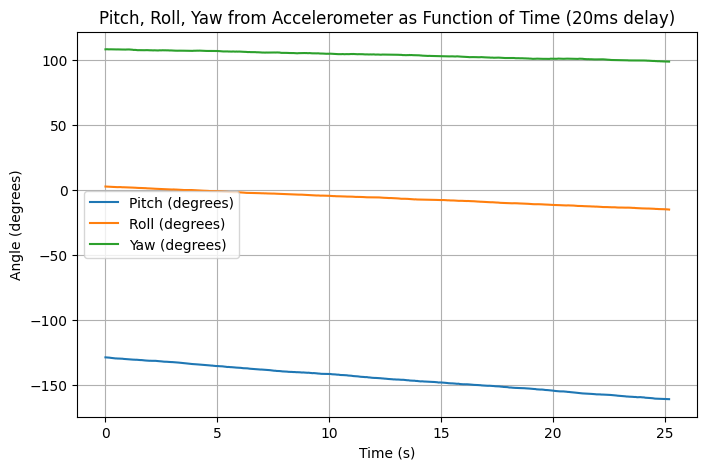 Pitch, Roll, Yaw from Accelerometer as Function of Time (20ms delay)
Angle (degrees)
100
50
0
−50
−100
−150
Pitch (degrees)
Roll (degrees)
Yaw (degrees)
0 5 10 15 20 25
Time (s)